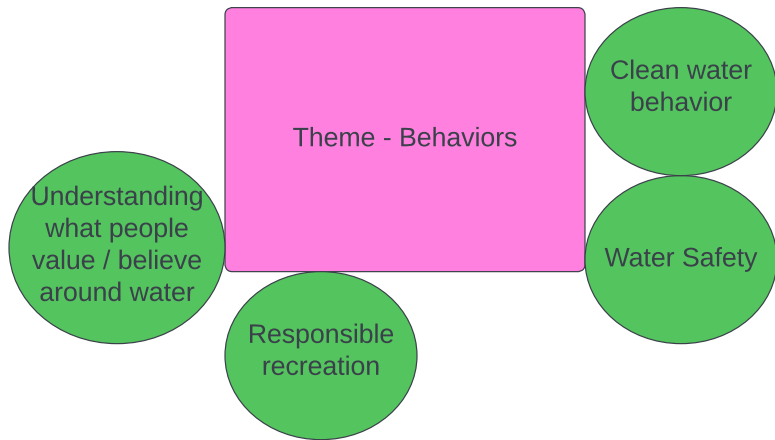 Theme - Behaviors
Clean water
behavior
Understanding
what people
value / believe
around water
Water Safety
Responsible
recreation